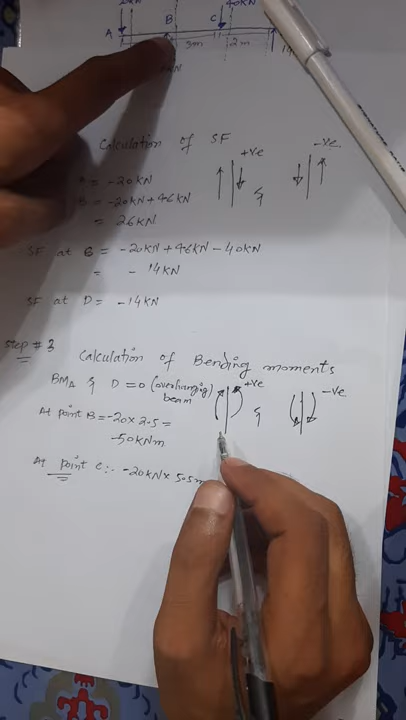 40KN
A B C
3m 2m
Calculation of SF
+ve -ve
= -20KN
= -20KN+46KN
= 26KN
&
SF at B = -20KN+46KN-40KN
= -14KN
SF at D = -14KN
Step # 3
Calculation of Bending moments
BMA & D = 0 (overhanging beam) +ve & -ve
At point B = -20×2.5 =
-50KNm
At point C:- -20KN×5.5m